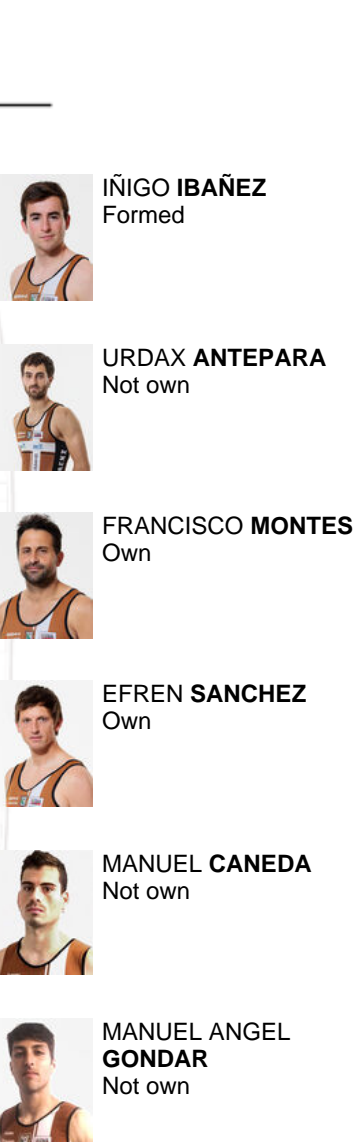 IÑIGO IBAÑEZ
Formed
URDAX ANTEPARA
Not own
FRANCISCO MONTES
Own
EFREN SANCHEZ
Own
MANUEL CANEDA
Not own
MANUEL ANGEL
GONDAR
Not own